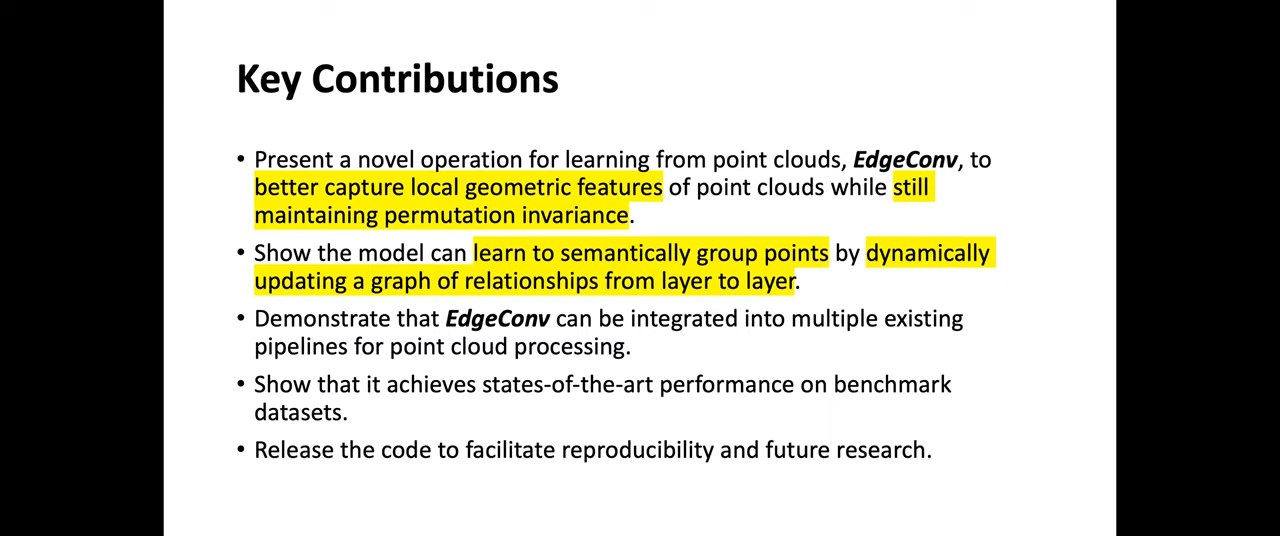 Key Contributions
• Present a novel operation for learning from point clouds, EdgeConv, to
better capture local geometric features of point clouds while still
maintaining permutation invariance.
• Show the model can learn to semantically group points by dynamically
updating a graph of relationships from layer to layer.
• Demonstrate that EdgeConv can be integrated into multiple existing
pipelines for point cloud processing.
• Show that it achieves states-of-the-art performance on benchmark
datasets.
• Release the code to facilitate reproducibility and future research.